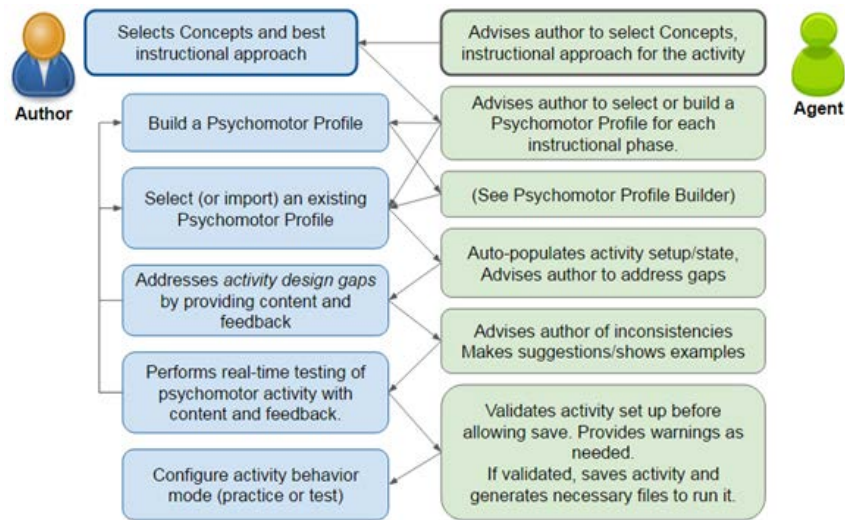 Selects Concepts and best
instructional approach
Advises author to select Concepts,
instructional approach for the activity
Author
Agent
Build a Psychomotor Profile
Advises author to select or build a
Psychomotor Profile for each
instructional phase.
Select (or import) an existing
Psychomotor Profile
(See Psychomotor Profile Builder)
Addresses activity design gaps
by providing content and
feedback
Auto-populates activity setup/state,
Advises author to address gaps
Performs real-time testing of
psychomotor activity with
content and feedback.
Advises author of inconsistencies
Makes suggestions/shows examples
Configure activity behavior
mode (practice or test)
Validates activity set up before
allowing save. Provides warnings as
needed.
If validated, saves activity and
generates necessary files to run it.